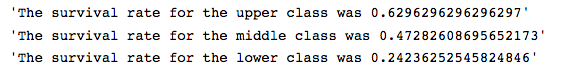 'The survival rate for the upper class was 0.6296296296296297'
'The survival rate for the middle class was 0.47282608695652173'
'The survival rate for the lower class was 0.24236252545824846'